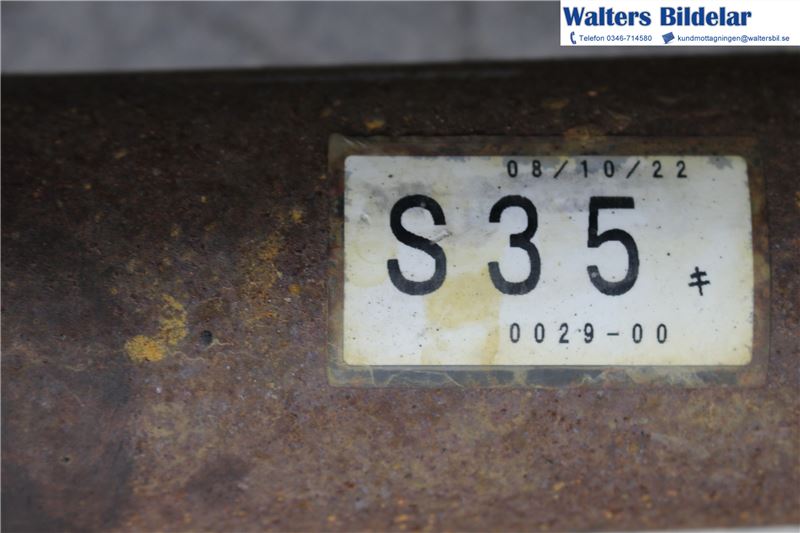 Walters Bildelar
Telefon 0346-714580 kundmottagningen@waltersbil.se
08/10/22
S35 キ
0029-00